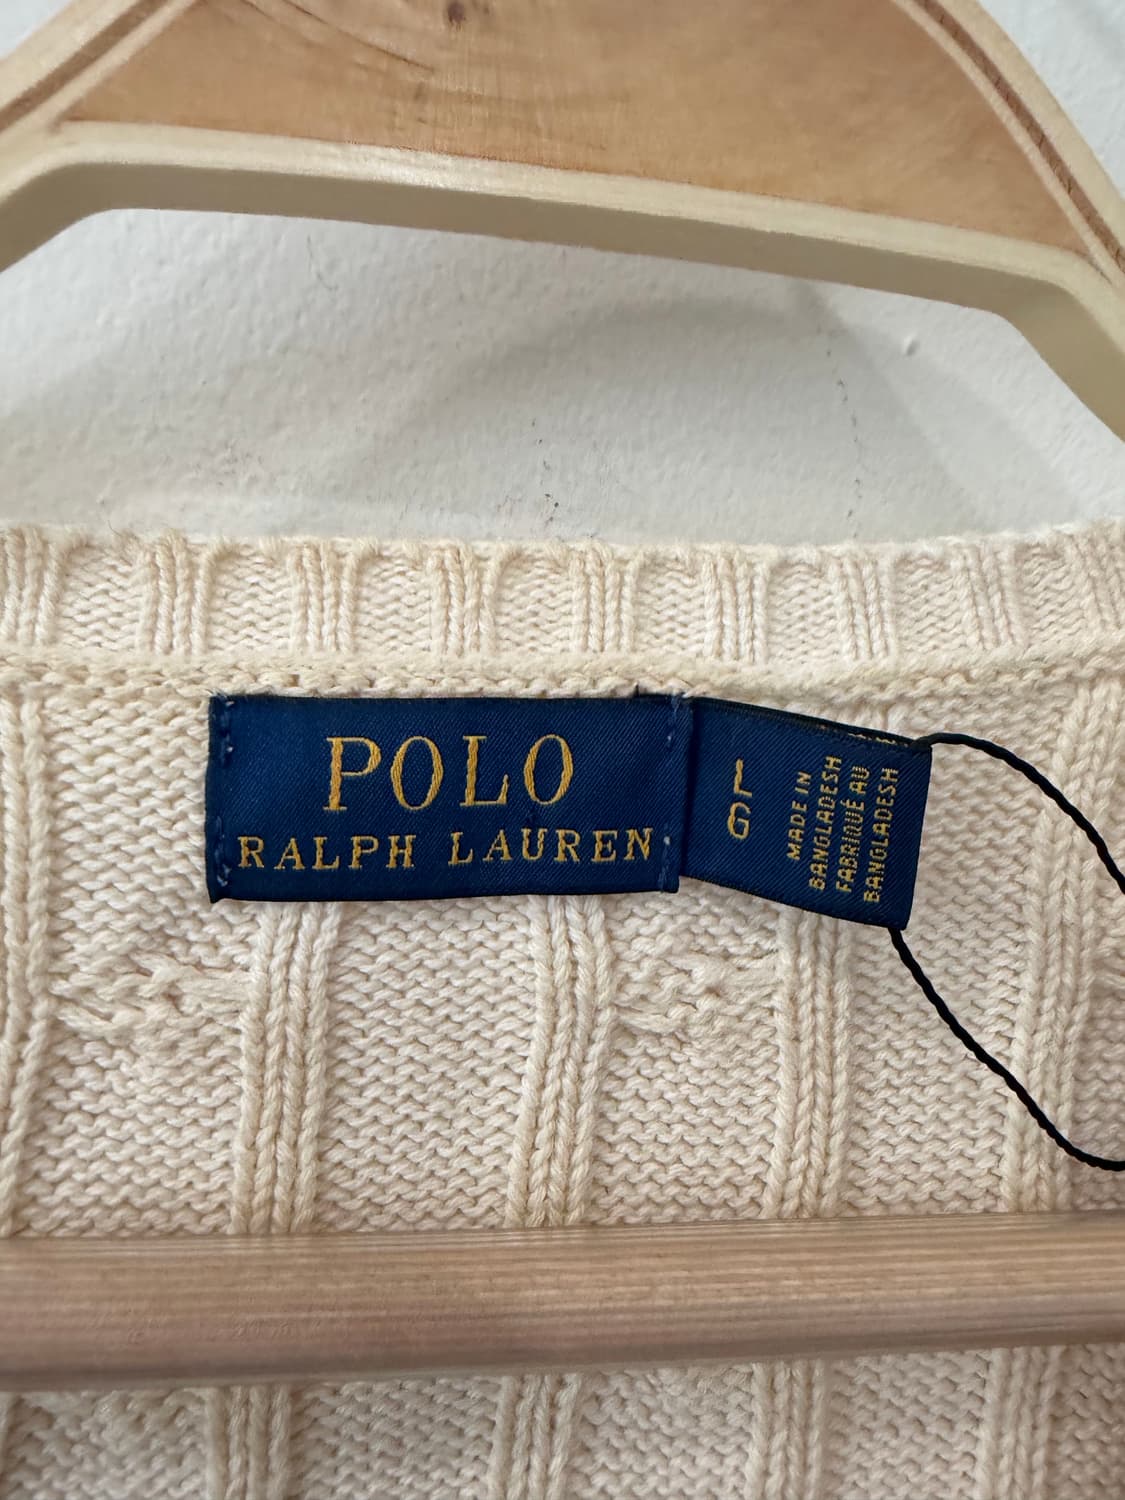 POLO
RALPH LAUREN
L
G
MADE IN
BANGLADESH
FABRIQUÉ AU
BANGLADESH